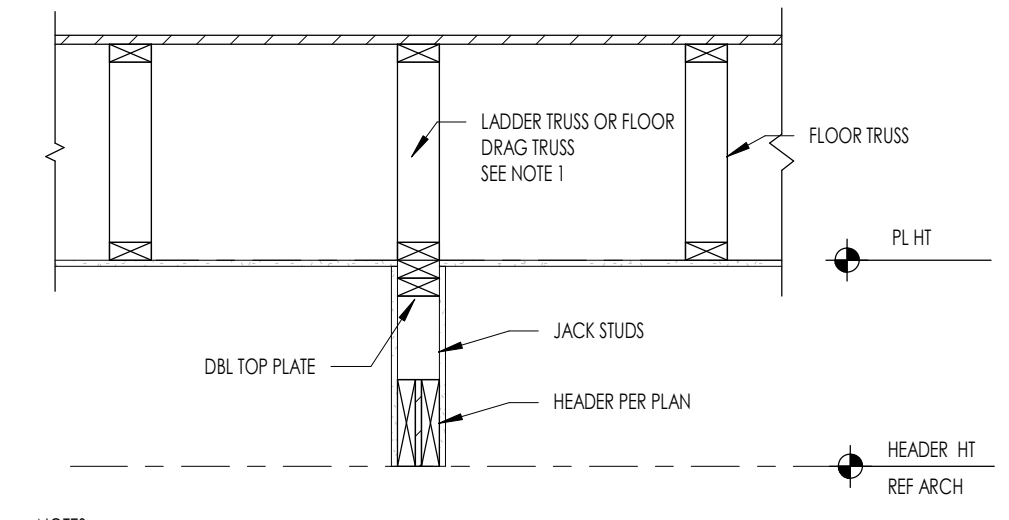 LADDER TRUSS OR FLOOR
DRAG TRUSS
SEE NOTE 1
FLOOR TRUSS
PL HT
JACK STUDS
DBL TOP PLATE
HEADER PER PLAN
HEADER HT
REF ARCH